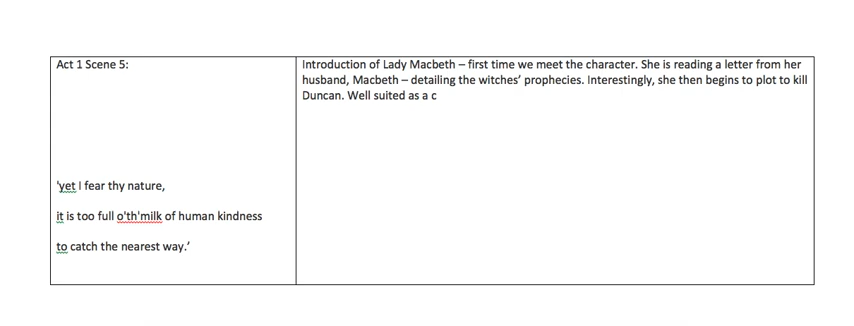 Act 1 Scene 5:
Introduction of Lady Macbeth – first time we meet the character. She is reading a letter from her
husband, Macbeth – detailing the witches’ prophecies. Interestingly, she then begins to plot to kill
Duncan. Well suited as a c
'yet I fear thy nature,
it is too full o'th'milk of human kindness
to catch the nearest way.’